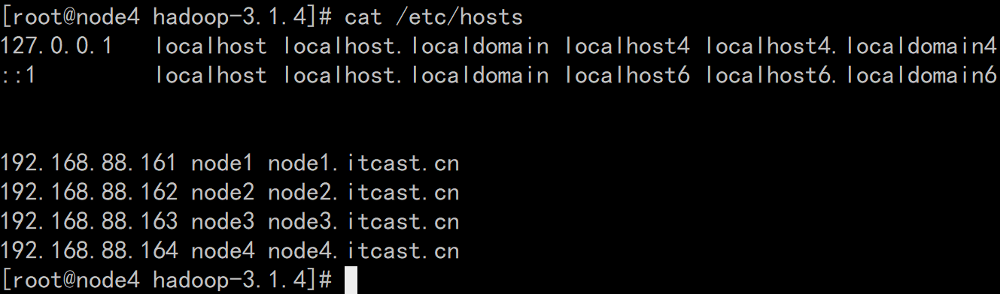 [root@node4 hadoop-3.1.4]# cat /etc/hosts
127.0.0.1   localhost localhost.localdomain localhost4 localhost4.localdomain4
::1         localhost localhost.localdomain localhost6 localhost6.localdomain6
192.168.88.161 node1 node1.itcast.cn
192.168.88.162 node2 node2.itcast.cn
192.168.88.163 node3 node3.itcast.cn
192.168.88.164 node4 node4.itcast.cn
[root@node4 hadoop-3.1.4]#